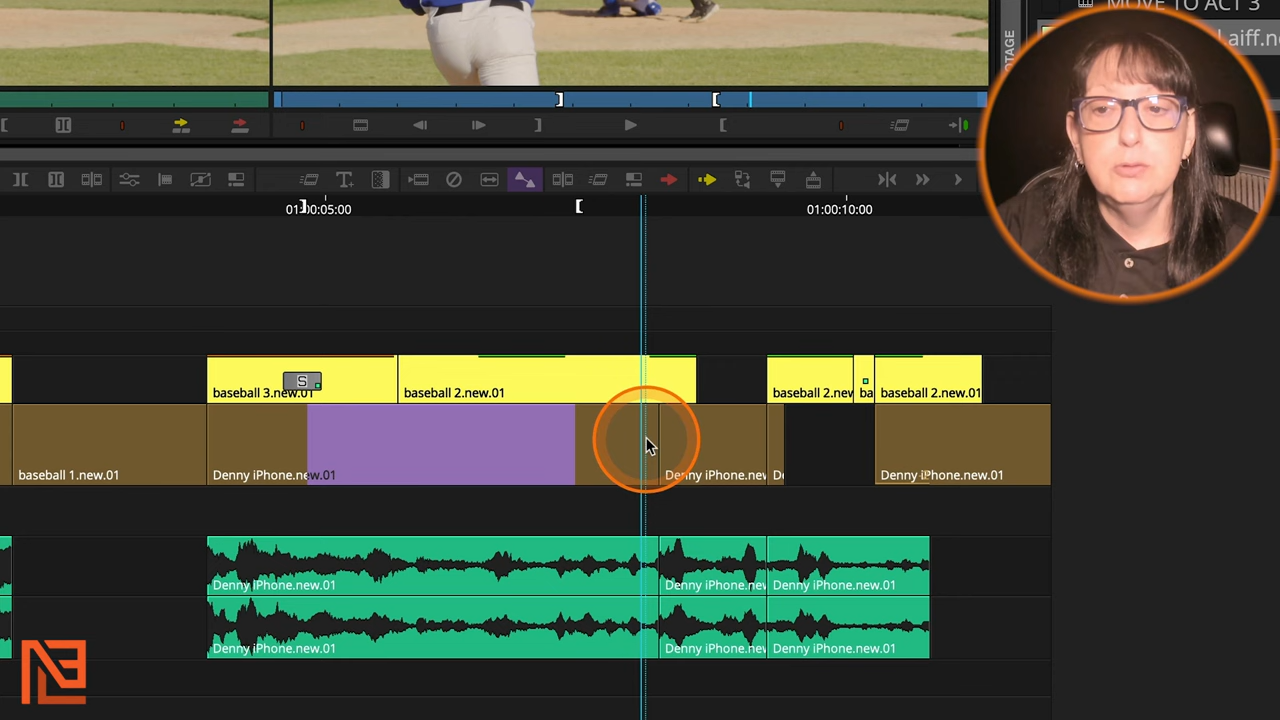 MOVE TO ACT 3
aiff.ne
TAGE
01:00:05:00
01:00:10:00
S
baseball 3.new.01
baseball 2.new.01
baseball 2.new
ba
baseball 2.new.01
baseball 1.new.01
Denny iPhone.new.01
Denny iPhone.new
D
Denny iPhone.new.01
Denny iPhone.new.01
Denny iPhone.new
Denny iPhone.new.01
Denny iPhone.new.01
Denny iPhone.new
Denny iPhone.new.01